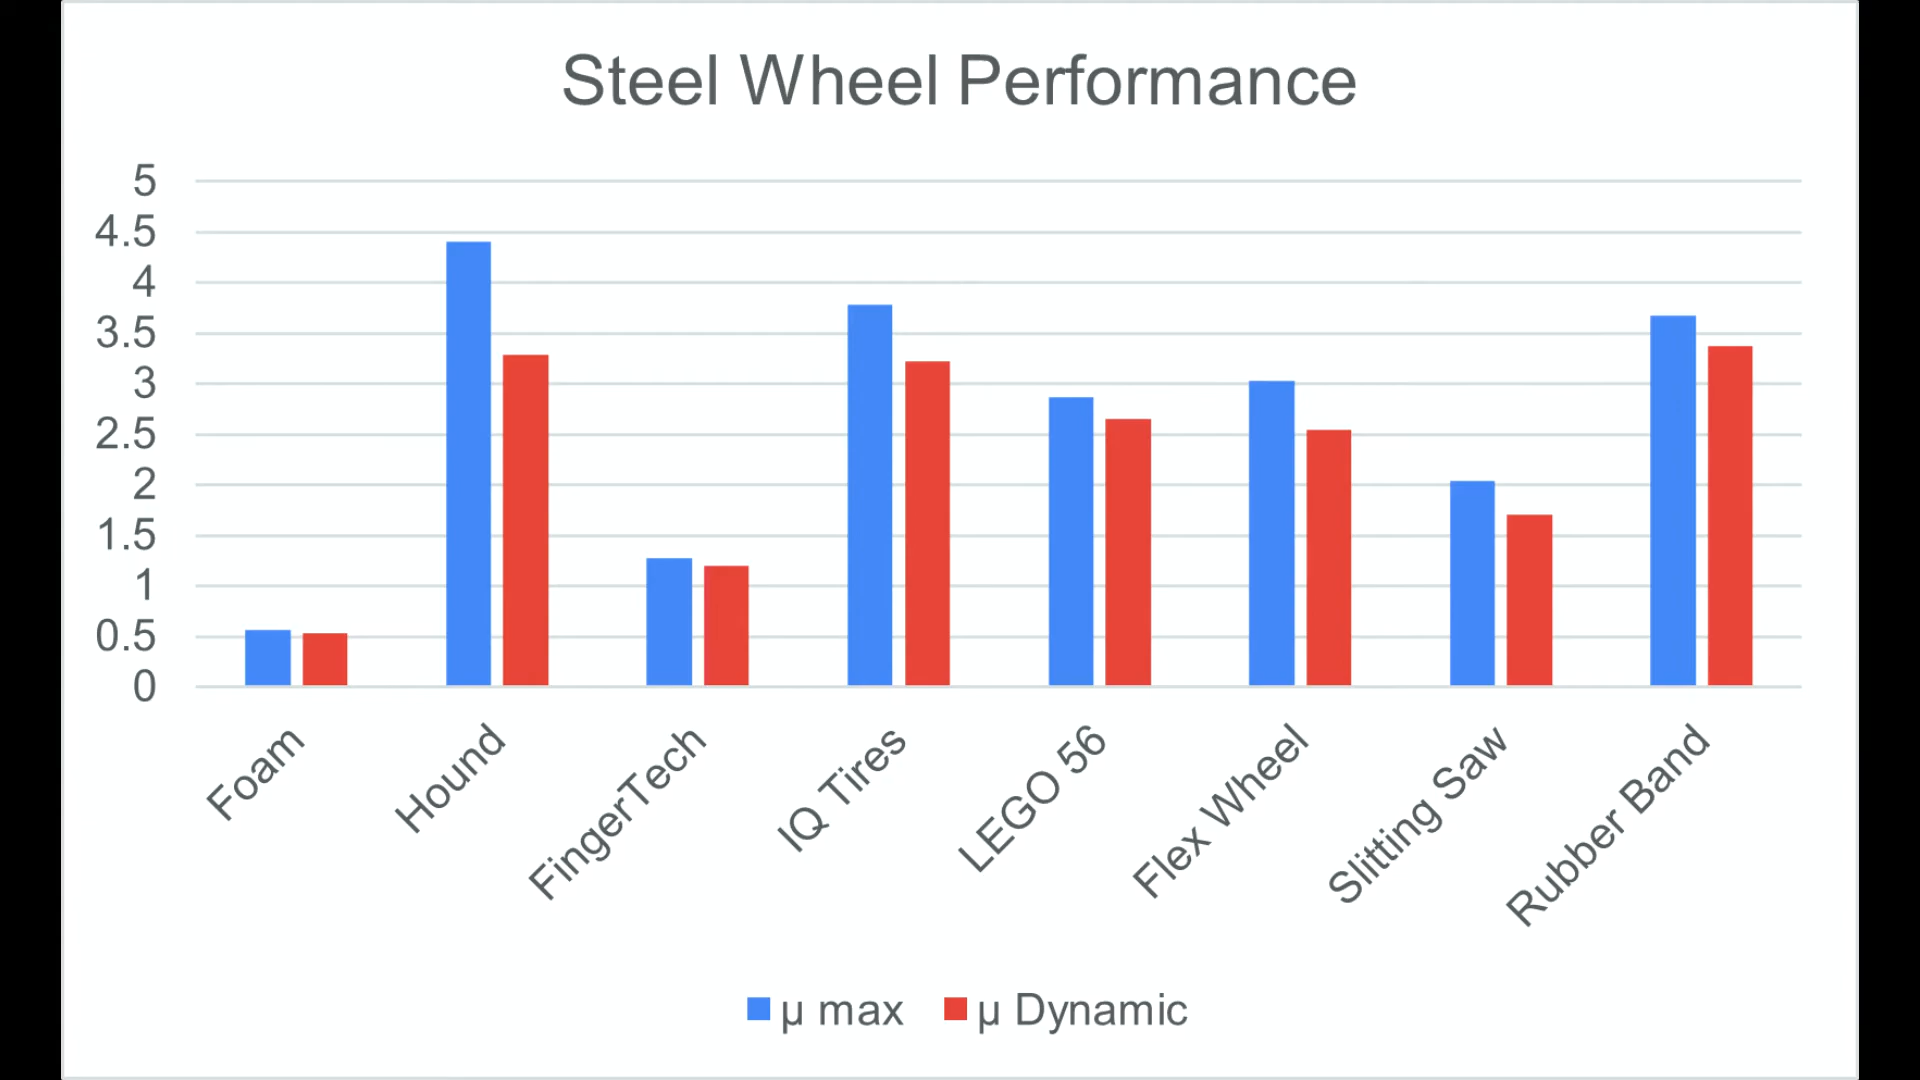 Steel Wheel Performance
5
4.5
4
3.5
3
2.5
2
1.5
1
0.5
0
Foam
Hound
FingerTech
IQ Tires
LEGO 56
Flex Wheel
Slitting Saw
Rubber Band
μ max μ Dynamic